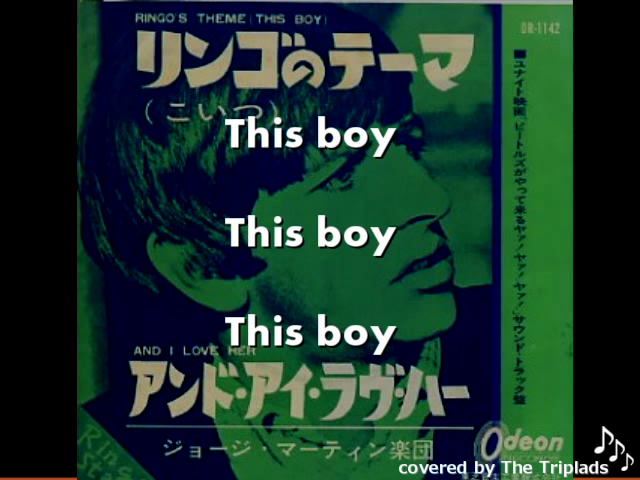 RINGO'S THEME (THIS BOY)
リンゴのテーマ
(こいつ)
OR-1142
■ユナイト映画「ビートルズがやって来るヤァ!ヤァ!ヤァ!」サウンド・トラック盤
This boy
This boy
This boy
AND I LOVE HER
アンド・アイ・ラヴ・ハー
ジョージ・マーティン楽団
Odeon
covered by The Triplads